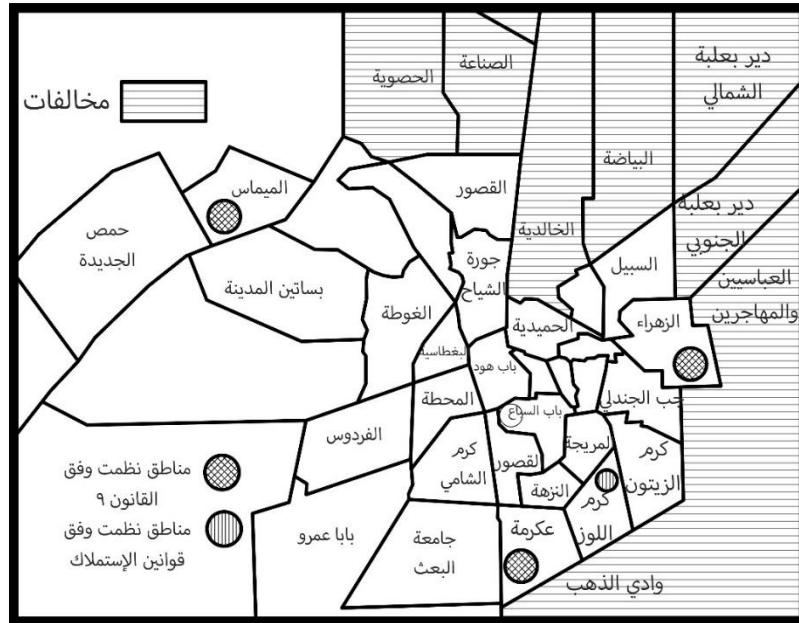 مخالفات
الصناعة
الحصوية
دير بعلبة
الشمالي
البياضة
الميماس
القصور
حمص
الجديدة
الخالدية
دير بعلبة
الجنوبي
جورة
الشياح
السبيل
العباسيين
والمهاجرين
بساتين المدينة
الغوطة
الحميدية
الزهراء
البغطاسية
باب هود
المحطة
جب الجندلي
باب السباع
الفردوس
كرم
الشامي
القصور
المريجة
كرم
الزيتون
النزهة
كرم
اللوز
مناطق نظمت وفق
القانون ٩
مناطق نظمت وفق
قوانين الإستملاك
بابا عمرو
جامعة
البعث
عكرمة
وادي الذهب